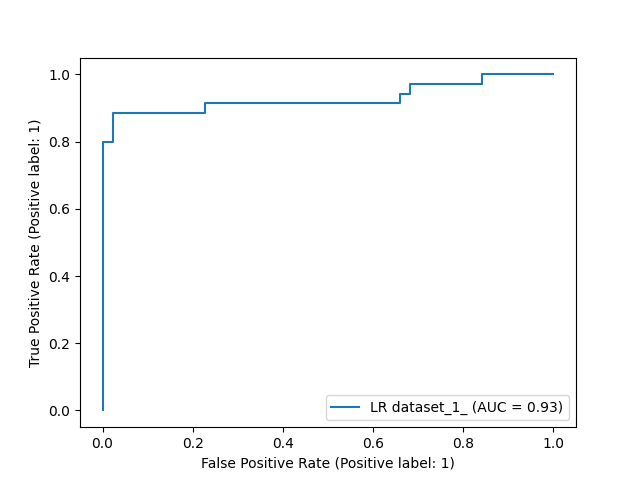 1.0
0.8
0.6
0.4
0.2
0.0
True Positive Rate (Positive label: 1)
LR dataset_1_ (AUC = 0.93)
0.0 0.2 0.4 0.6 0.8 1.0
False Positive Rate (Positive label: 1)